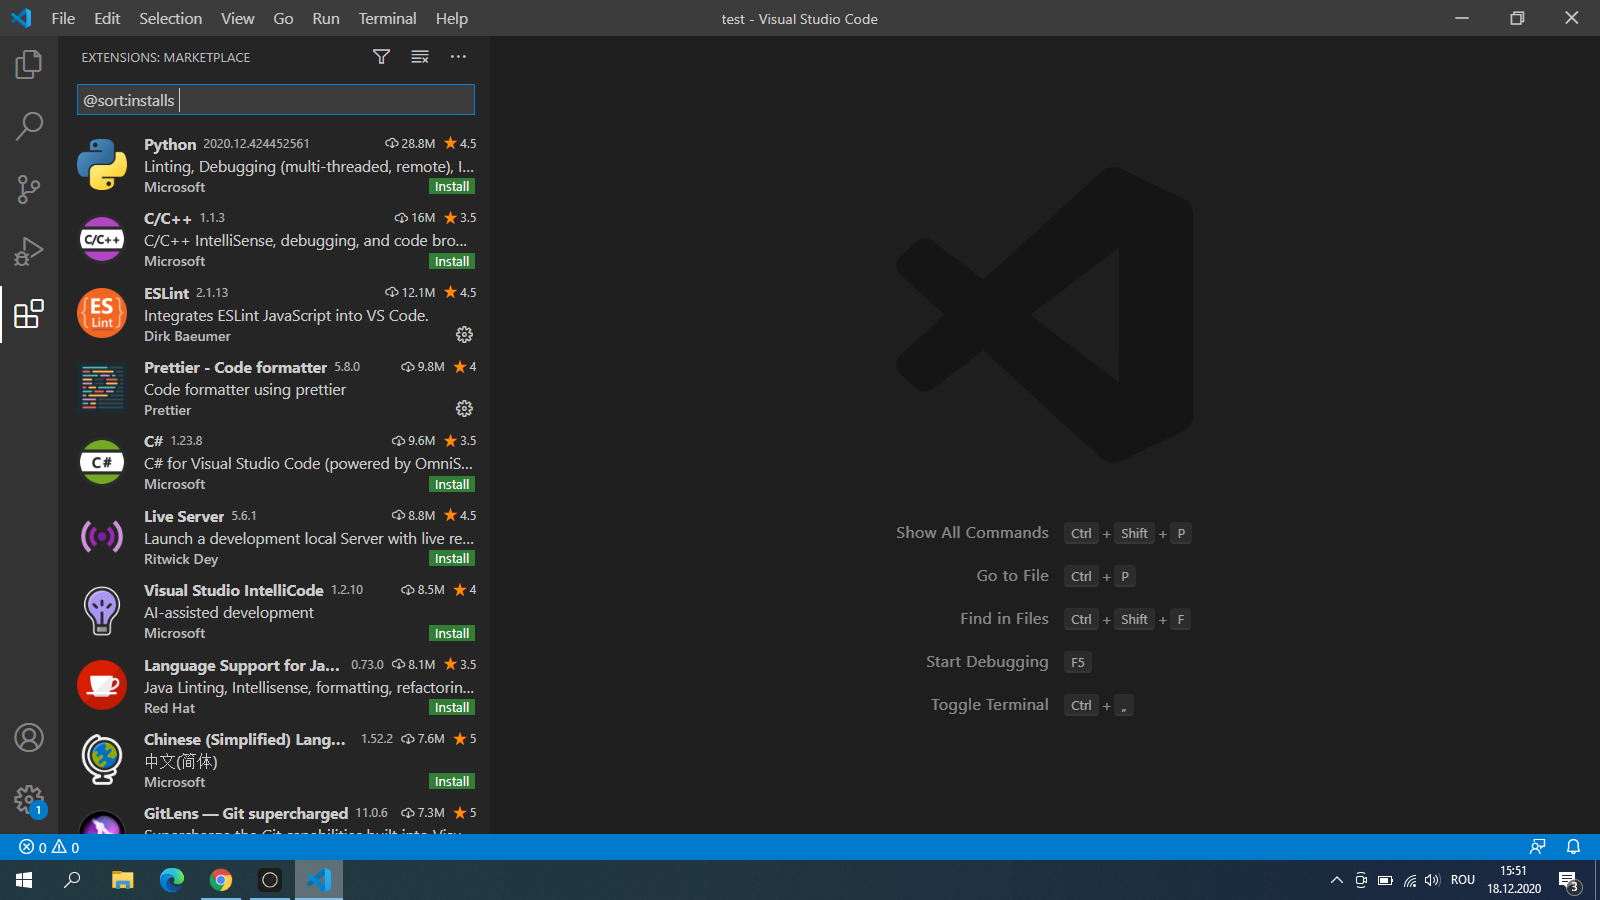 File Edit Selection View Go Run Terminal Help
test - Visual Studio Code
EXTENSIONS: MARKETPLACE
@sort:installs
Python 2020.12.424452561 28.8M 4.5
Linting, Debugging (multi-threaded, remote), I...
Microsoft Install
C/C++
C/C++ 1.1.3 16M 3.5
C/C++ IntelliSense, debugging, and code bro...
Microsoft Install
{ES}
Lint
ESLint 2.1.13 12.1M 4.5
Integrates ESLint JavaScript into VS Code.
Dirk Baeumer
Prettier - Code formatter 5.8.0 9.8M 4
Code formatter using prettier
Prettier
C#
C# 1.23.8 9.6M 3.5
C# for Visual Studio Code (powered by OmniS...
Microsoft Install
Live Server 5.6.1 8.8M 4.5
Launch a development local Server with live re...
Ritwick Dey Install
Visual Studio IntelliCode 1.2.10 8.5M 4
AI-assisted development
Microsoft Install
Language Support for Ja... 0.73.0 8.1M 3.5
Java Linting, Intellisense, formatting, refactorin...
Red Hat Install
Chinese (Simplified) Lang... 1.52.2 7.6M 5
中文(简体)
Microsoft Install
GitLens — Git supercharged 11.0.6 7.3M 5
Supercharge the Git capabilities built into Visu...
Show All Commands Ctrl + Shift + P
Go to File Ctrl + P
Find in Files Ctrl + Shift + F
Start Debugging F5
Toggle Terminal Ctrl + „
1
0 0
ROU
15:51
18.12.2020
3